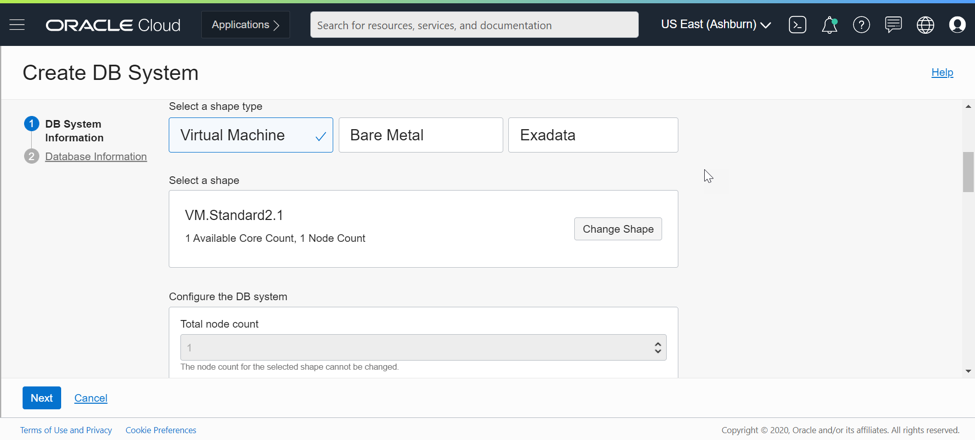 ORACLE Cloud
Applications >
Search for resources, services, and documentation
US East (Ashburn)
Create DB System
Help
1 DB System
Information
2 Database Information
Select a shape type
Virtual Machine
Bare Metal
Exadata
Select a shape
VM.Standard2.1
1 Available Core Count, 1 Node Count
Change Shape
Configure the DB system
Total node count
1
The node count for the selected shape cannot be changed.
Next
Cancel
Terms of Use and Privacy
Cookie Preferences
Copyright © 2020, Oracle and/or its affiliates. All rights reserved.